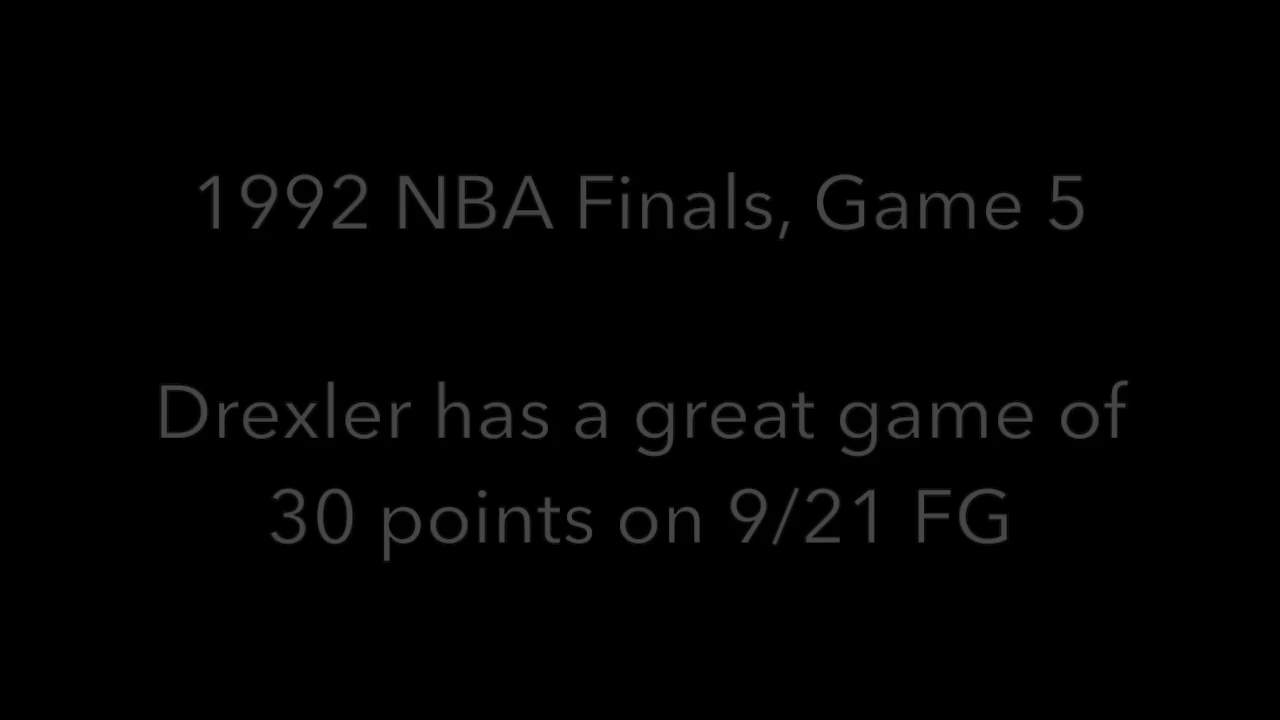 1992 NBA Finals, Game 5
Drexler has a great game of
30 points on 9/21 FG